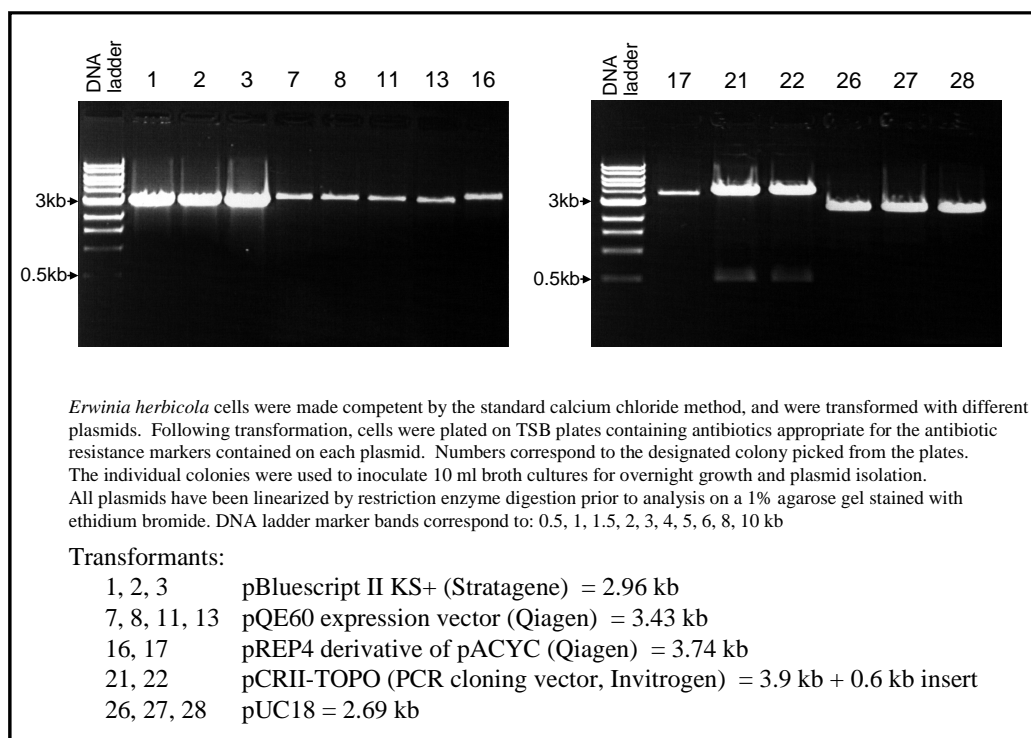 DNA ladder 1 2 3 7 8 11 13 16
DNA ladder 17 21 22 26 27 28
3kb
0.5kb
3kb
0.5kb
Erwinia herbicola cells were made competent by the standard calcium chloride method, and were transformed with different
plasmids. Following transformation, cells were plated on TSB plates containing antibiotics appropriate for the antibiotic
resistance markers contained on each plasmid. Numbers correspond to the designated colony picked from the plates.
The individual colonies were used to inoculate 10 ml broth cultures for overnight growth and plasmid isolation.
All plasmids have been linearized by restriction enzyme digestion prior to analysis on a 1% agarose gel stained with
ethidium bromide. DNA ladder marker bands correspond to: 0.5, 1, 1.5, 2, 3, 4, 5, 6, 8, 10 kb
Transformants:
1, 2, 3 pBluescript II KS+ (Stratagene) = 2.96 kb
7, 8, 11, 13 pQE60 expression vector (Qiagen) = 3.43 kb
16, 17 pREP4 derivative of pACYC (Qiagen) = 3.74 kb
21, 22 pCRII-TOPO (PCR cloning vector, Invitrogen) = 3.9 kb + 0.6 kb insert
26, 27, 28 pUC18 = 2.69 kb